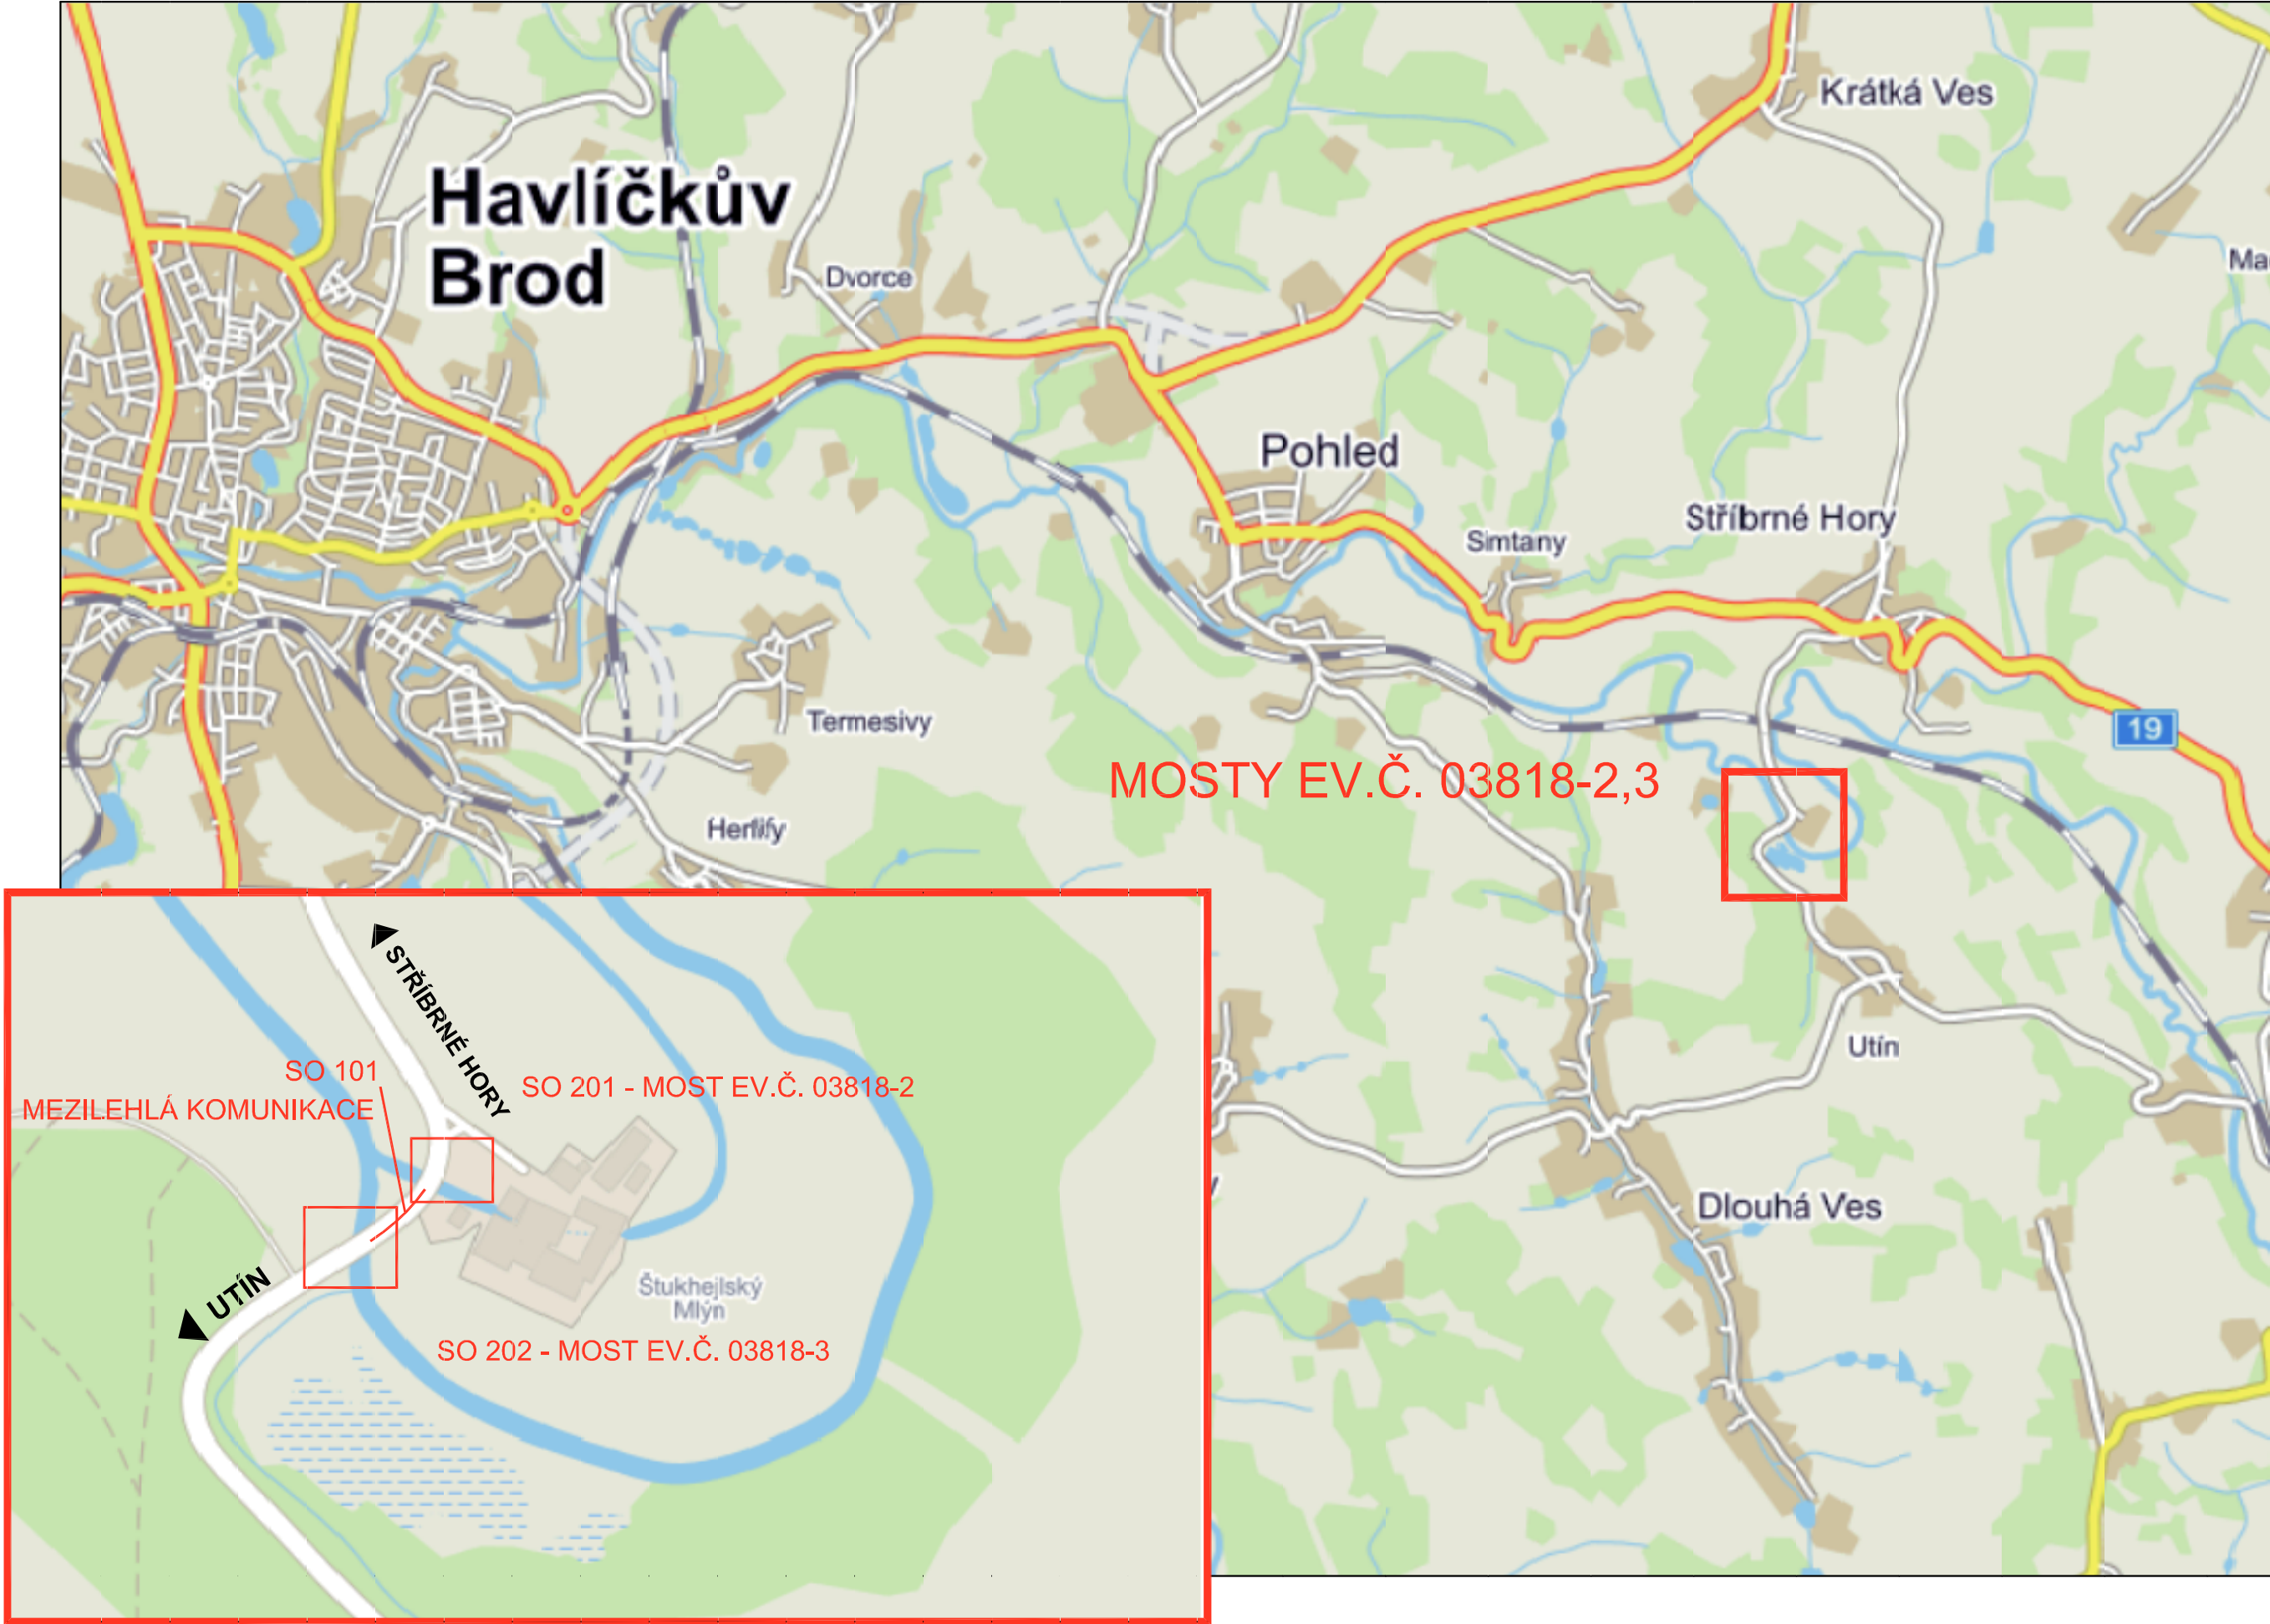 Krátká Ves
Havlíčkův
Brod
Dvorce
Pohled
Stříbrné Hory
Simtany
Termesivy
19
MOSTY EV.Č. 03818-2,3
Herlify
Utín
Dlouhá Ves
STŘÍBRNÉ HORY
SO 101
MEZILEHLÁ KOMUNIKACE
SO 201 - MOST EV.Č. 03818-2
UTÍN
Štukhejlský
Mlýn
SO 202 - MOST EV.Č. 03818-3